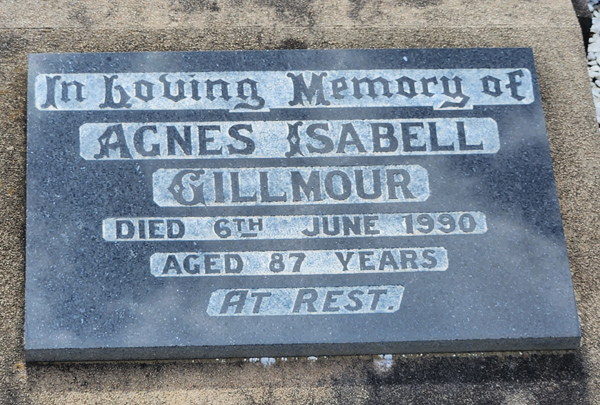 In Loving Memory of
AGNES ISABELL
GILLMOUR
DIED 6TH JUNE 1990
AGED 87 YEARS
AT REST.